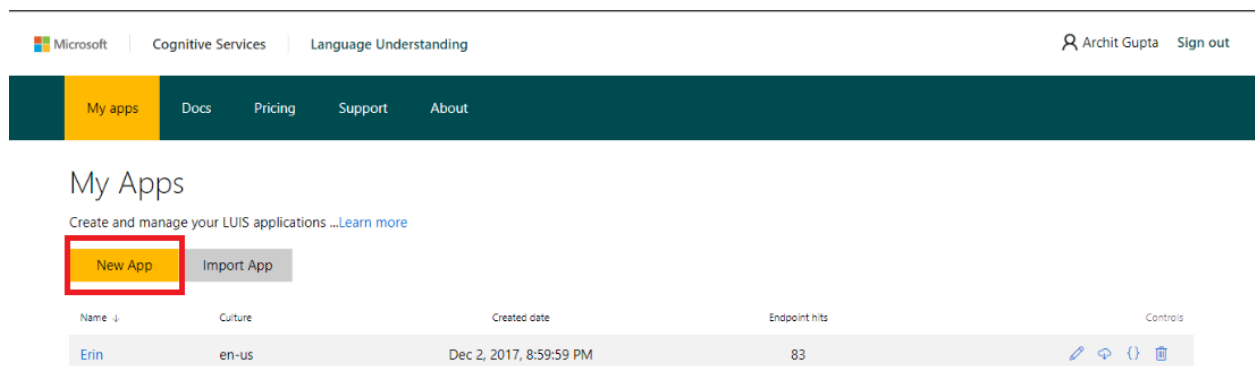 Microsoft Cognitive Services Language Understanding Archit Gupta Sign out
My apps Docs Pricing Support About
My Apps
Create and manage your LUIS applications ...Learn more
New App Import App
Name ↓ Culture Created date Endpoint hits Controls
Erin en-us Dec 2, 2017, 8:59:59 PM 83 {}